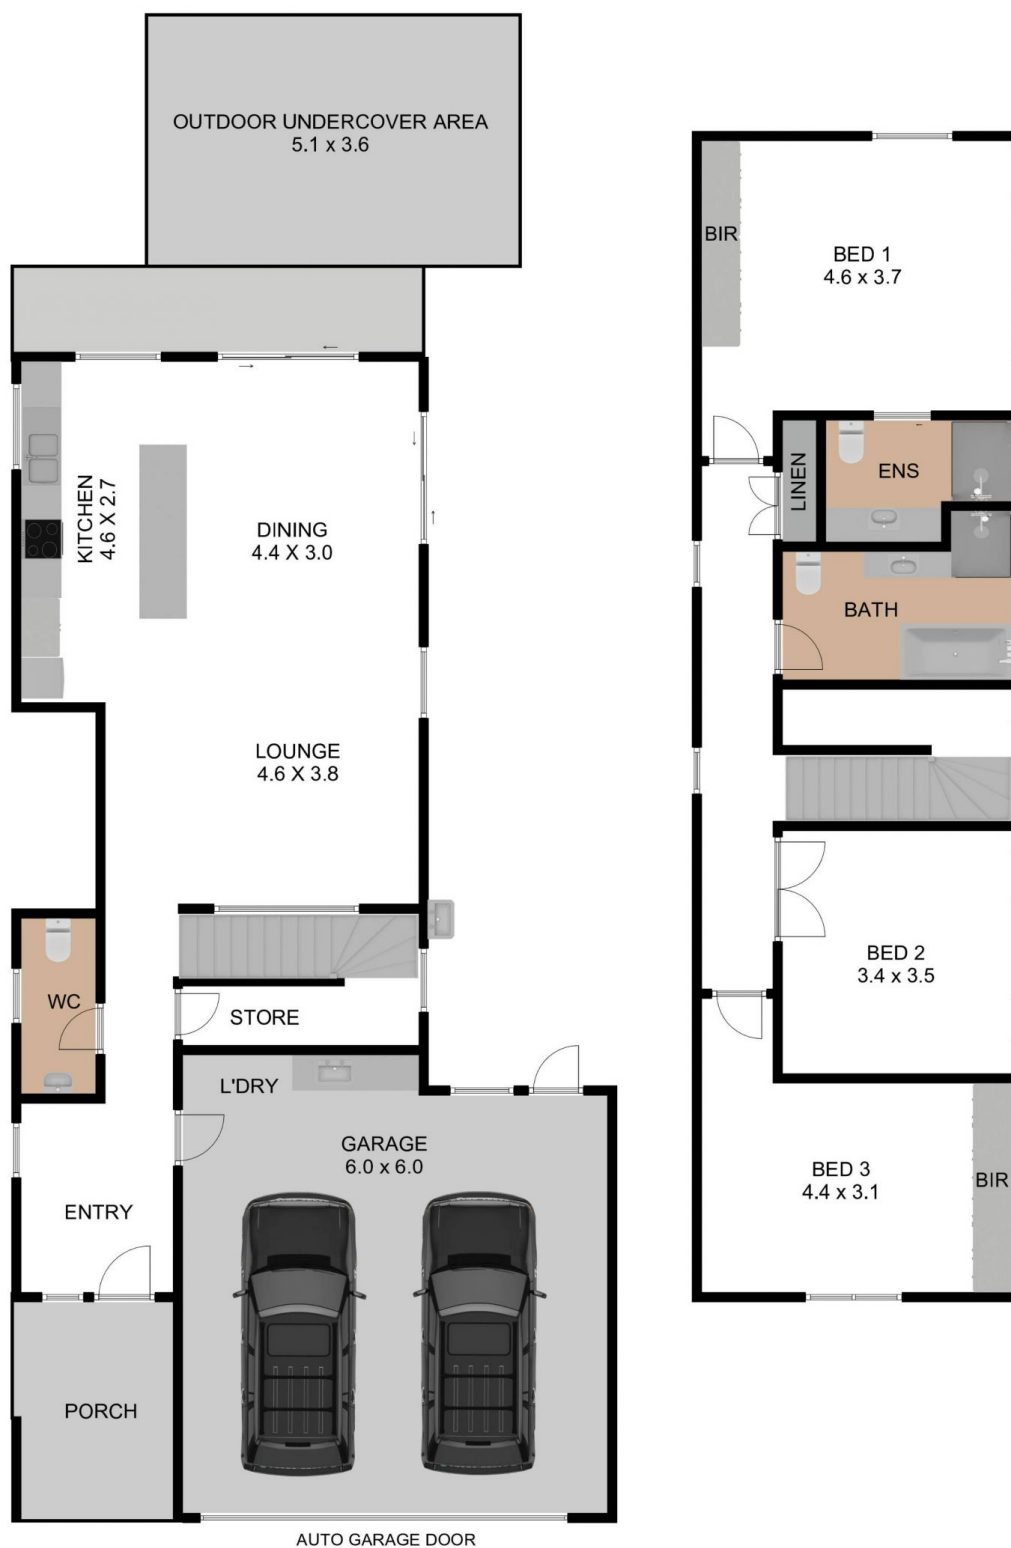 OUTDOOR UNDERCOVER AREA
5.1 x 3.6
KITCHEN
4.6 X 2.7
DINING
4.4 X 3.0
LOUNGE
4.6 X 3.8
WC
STORE
L'DRY
GARAGE
6.0 x 6.0
ENTRY
PORCH
AUTO GARAGE DOOR
BIR
BED 1
4.6 x 3.7
LINEN
ENS
BATH
BED 2
3.4 x 3.5
BED 3
4.4 x 3.1
BIR